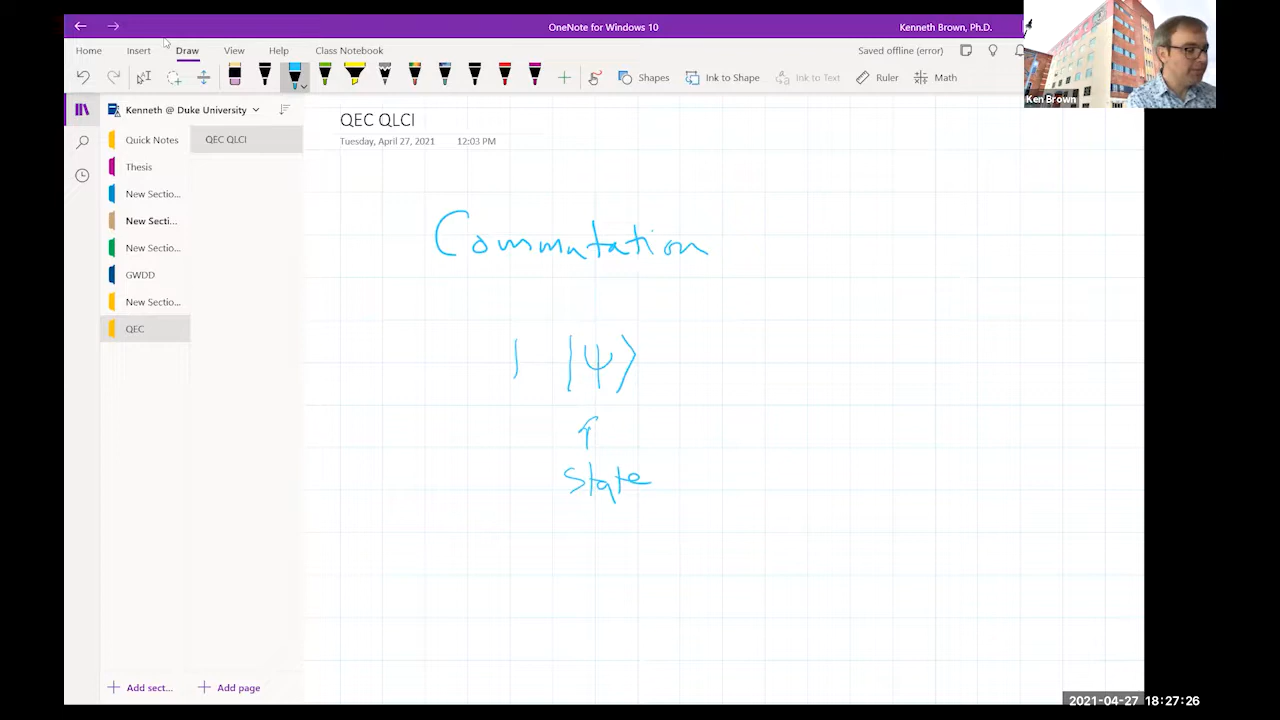 OneNote for Windows 10
Kenneth Brown, Ph.D.
Home Insert Draw View Help Class Notebook
Saved offline (error)
Shapes Ink to Shape Ink to Text Ruler Math
Ken Brown
Kenneth @ Duke University
QEC QLCI
Tuesday, April 27, 2021 12:03 PM
Quick Notes
QEC QLCI
Thesis
New Sectio...
New Secti...
New Sectio...
GWDD
New Sectio...
QEC
Commutation
| |ψ⟩
↑
State
Add sect... Add page
2021-04-27 18:27:26